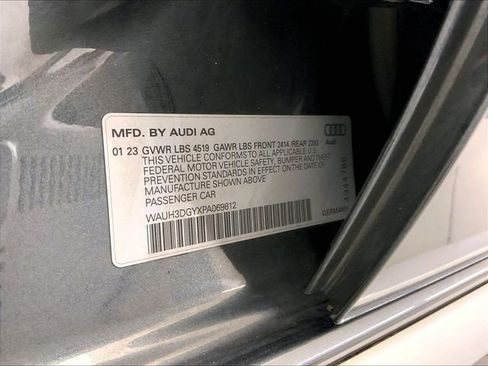 MFD. BY AUDI AG
Audi
01 23 GVWR LBS 4519 GAWR LBS FRONT 2414 /REAR 2293
THIS VEHICLE CONFORMS TO ALL APPLICABLE U.S.
FEDERAL MOTOR VEHICLE SAFETY, BUMPER AND THEFT
PREVENTION STANDARDS IN EFFECT ON THE DATE OF
MANUFACTURE SHOWN ABOVE
PASSENGER CAR
WAUH3DGYXPA069812
GERMANY